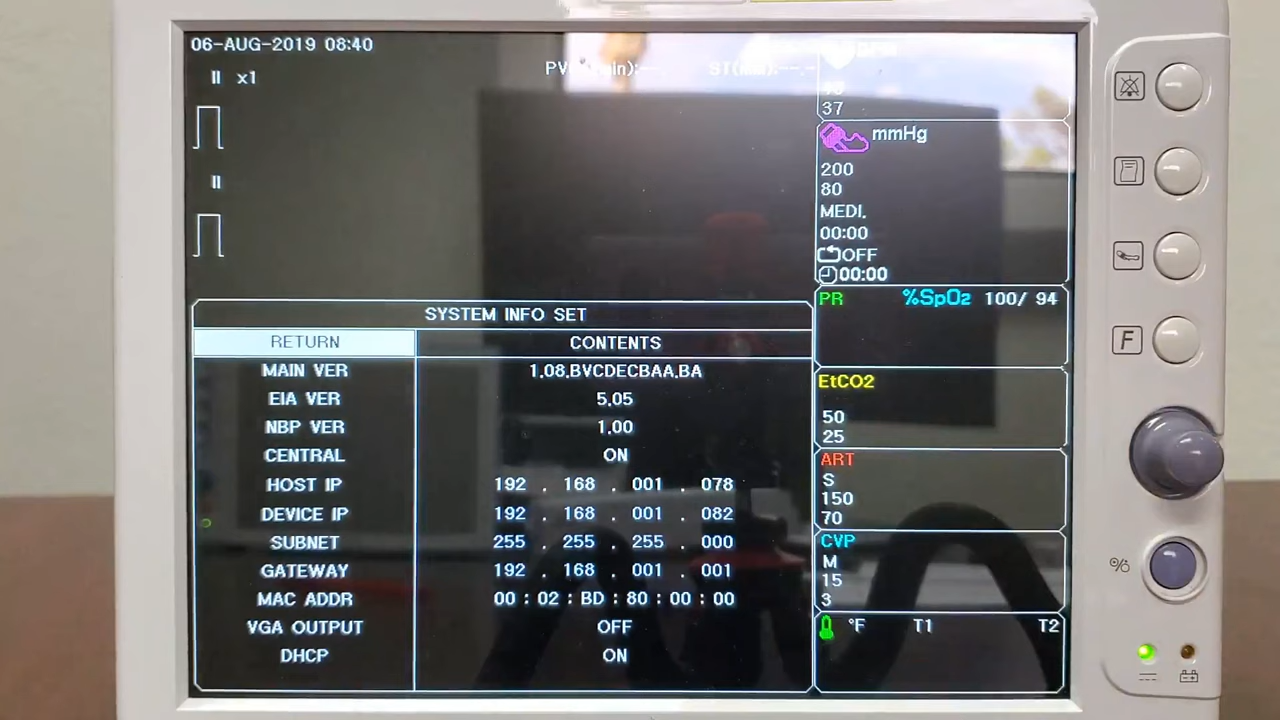 06-AUG-2019 08:40
II x1
II
37
mmHg
200
80
MEDI.
00:00
OFF
00:00
PR %SpO2 100/ 94
EtCO2
50
25
ART
S
150
70
CVP
M
15
3
°F T1 T2
SYSTEM INFO SET
RETURN CONTENTS
MAIN VER 1.08.BVCDECBAA.BA
EIA VER 5.05
NBP VER 1.00
CENTRAL ON
HOST IP 192 . 168 . 001 . 078
DEVICE IP 192 . 168 . 001 . 082
SUBNET 255 . 255 . 255 . 000
GATEWAY 192 . 168 . 001 . 001
MAC ADDR 00 : 02 : BD : 80 : 00 : 00
VGA OUTPUT OFF
DHCP ON
F